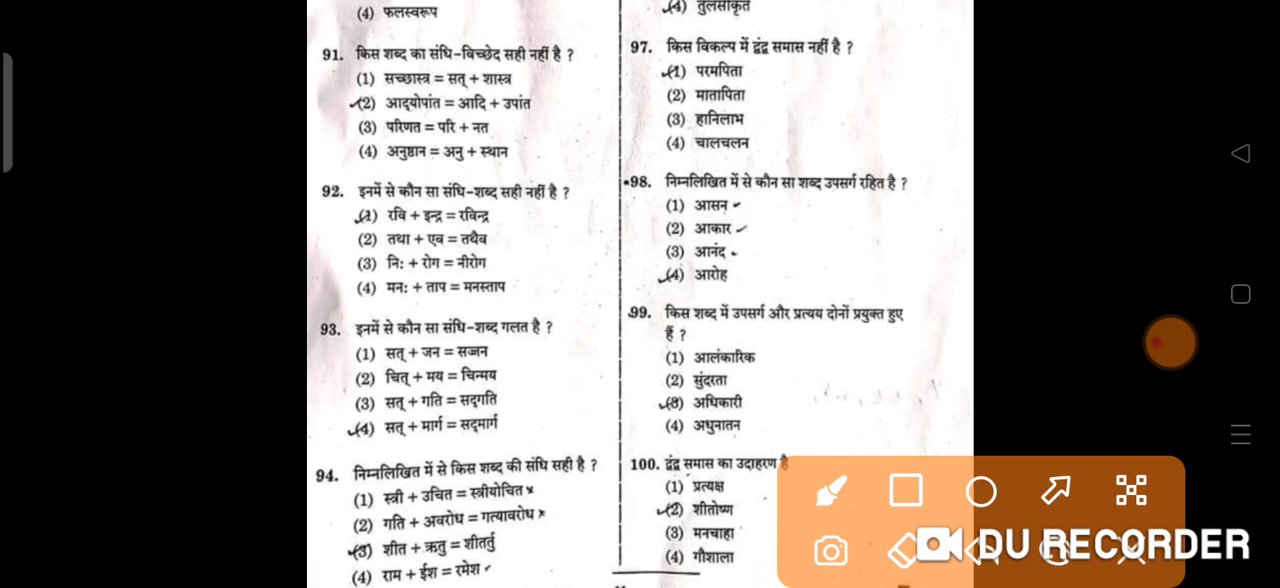 (4) फलस्वरूप
91. किस शब्द का संधि-विच्छेद सही नहीं है ?
(1) सच्छास्त्र = सत् + शास्त्र
(2) आद्योपांत = आदि + उपांत
(3) परिणत = परि + नत
(4) अनुष्ठान = अनु + स्थान
92. इनमें से कौन सा संधि-शब्द सही नहीं है ?
(1) रवि + इन्द्र = रविन्द्र
(2) तथा + एव = तथैव
(3) नि: + रोग = नीरोग
(4) मन: + ताप = मनस्ताप
93. इनमें से कौन सा संधि-शब्द गलत है ?
(1) सत् + जन = सज्जन
(2) चित् + मय = चिन्मय
(3) सत् + गति = सद्गति
(4) सत् + मार्ग = सद्मार्ग
94. निम्नलिखित में से किस शब्द की संधि सही है ?
(1) स्त्री + उचित = स्त्रीयोचित
(2) गति + अवरोध = गत्यावरोध
(3) शीत + ऋतु = शीतर्तु
(4) राम + ईश = रमेश
(4) तुलसीकृत
97. किस विकल्प में द्वंद्व समास नहीं है ?
(1) परमपिता
(2) मातापिता
(3) हानिलाभ
(4) चालचलन
98. निम्नलिखित में से कौन सा शब्द उपसर्ग रहित है ?
(1) आसन
(2) आकार
(3) आनंद
(4) आरोह
99. किस शब्द में उपसर्ग और प्रत्यय दोनों प्रयुक्त हुए
हैं ?
(1) आलंकारिक
(2) सुंदरता
(3) अधिकारी
(4) अधुनातन
100. द्वंद्व समास का उदाहरण है
(1) प्रत्यक्ष
(2) शीतोष्ण
(3) मनचाहा
(4) गौशाला
DU RECORDER